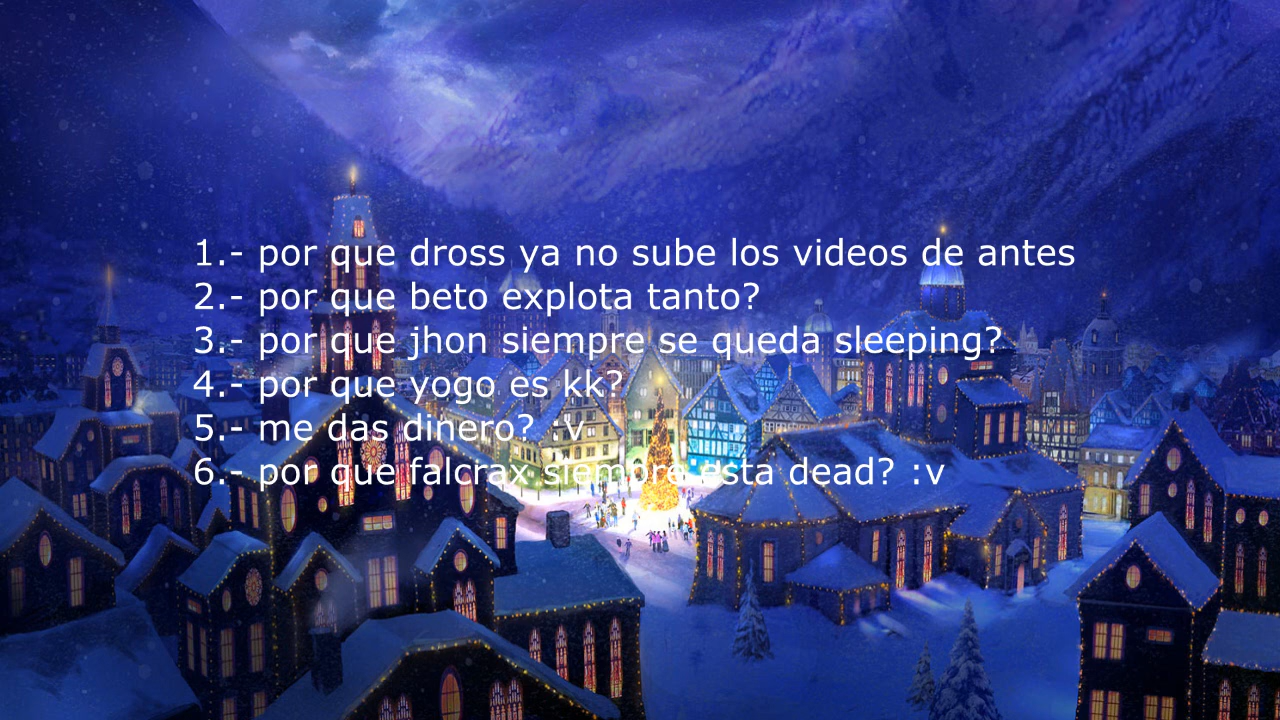 1.- por que dross ya no sube los videos de antes
2.- por que beto explota tanto?
3.- por que jhon siempre se queda sleeping?
4.- por que yogo es kk?
5.- me das dinero? :v
6.- por que falcrax siempre esta dead? :v